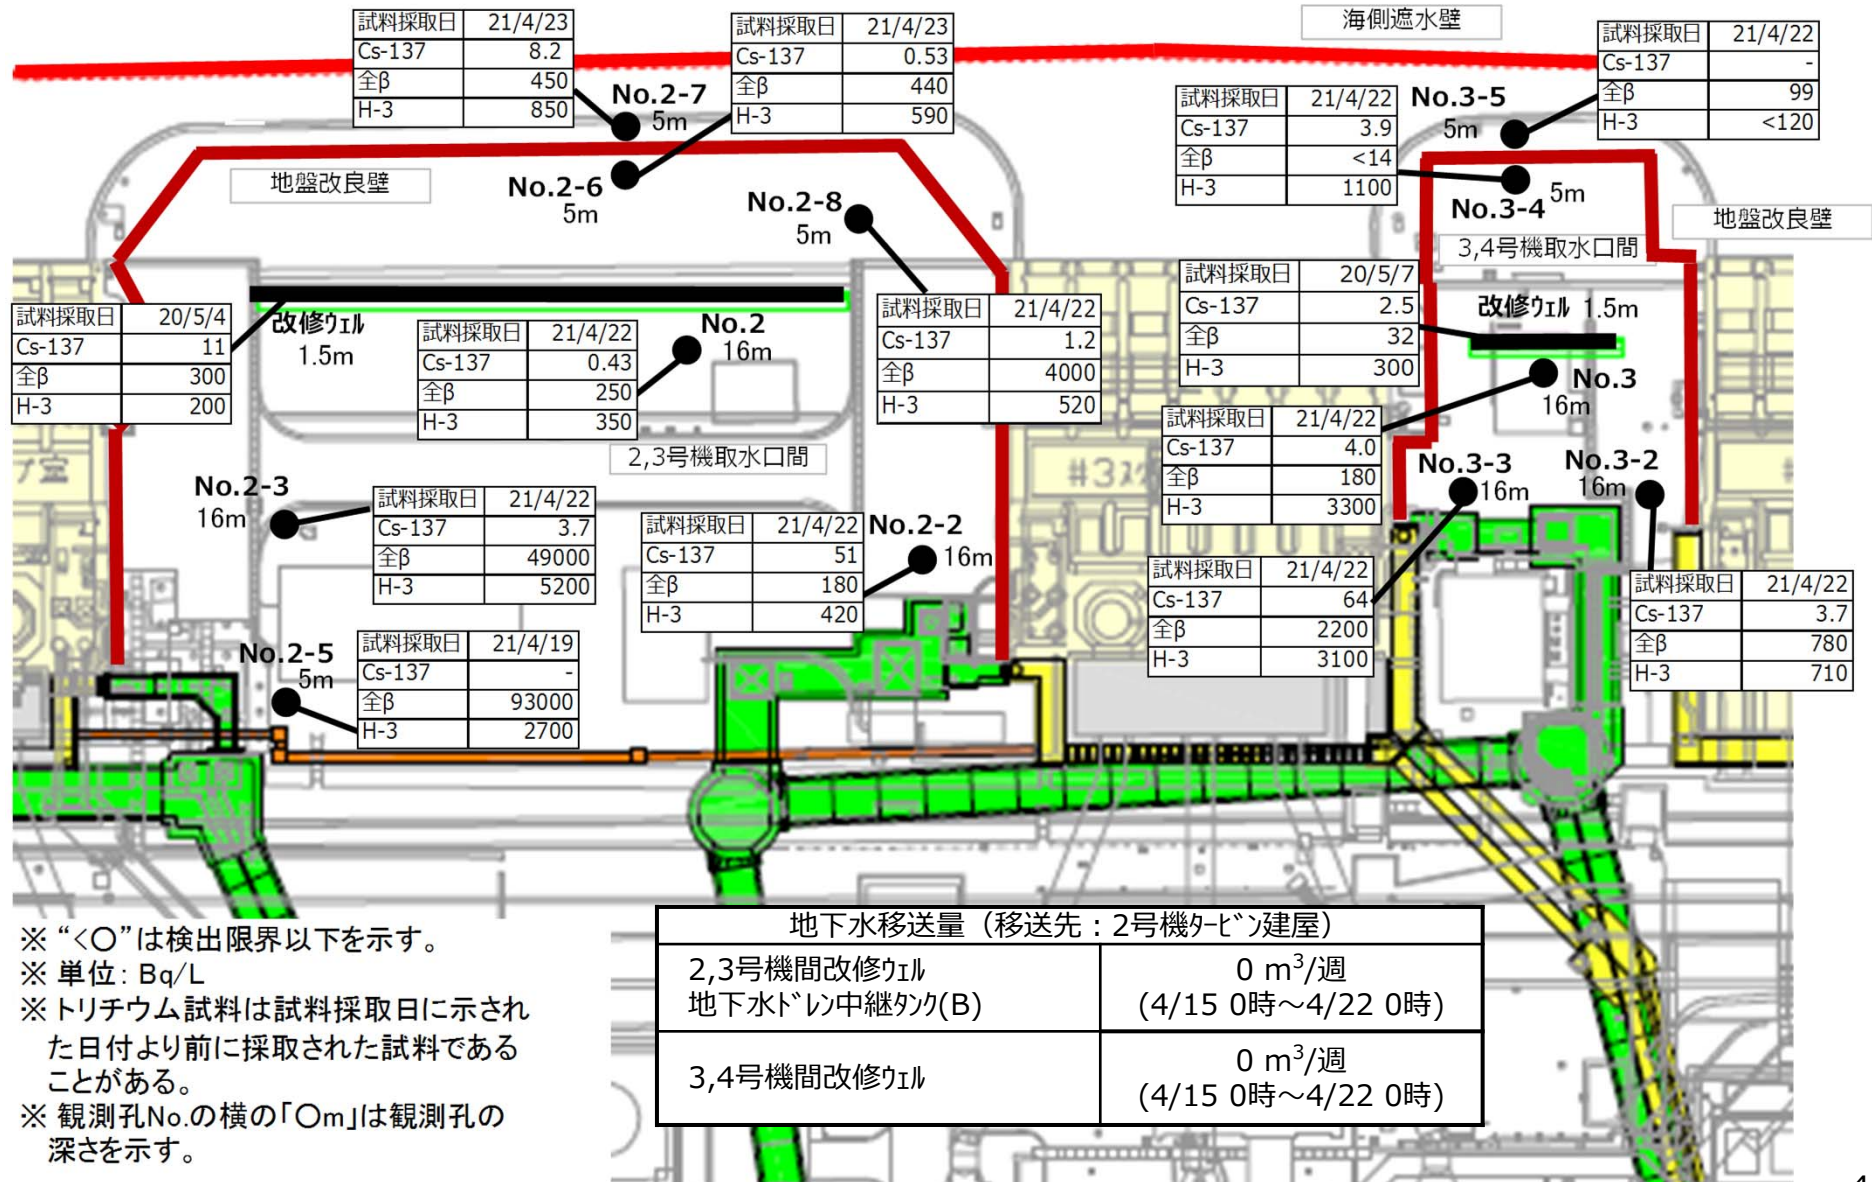 海側遮水壁
試料採取日 21/4/23
Cs-137 8.2
全β 450
H-3 850
No.2-7
5m
試料採取日 21/4/23
Cs-137 0.53
全β 440
H-3 590
No.2-6
5m
試料採取日 21/4/22
Cs-137 3.9
全β <14
H-3 1100
No.3-5
5m
試料採取日 21/4/22
Cs-137 -
全β 99
H-3 <120
地盤改良壁
No.2-8
5m
No.3-4
5m
地盤改良壁
3,4号機取水口間
試料採取日 20/5/4
Cs-137 11
全β 300
H-3 200
改修ｳｪﾙ
1.5m
試料採取日 21/4/22
Cs-137 0.43
全β 250
H-3 350
No.2
16m
試料採取日 21/4/22
Cs-137 1.2
全β 4000
H-3 520
試料採取日 20/5/7
Cs-137 2.5
全β 32
H-3 300
改修ｳｪﾙ 1.5m
No.3
16m
試料採取日 21/4/22
Cs-137 4.0
全β 180
H-3 3300
2,3号機取水口間
No.2-3
16m
試料採取日 21/4/22
Cs-137 3.7
全β 49000
H-3 5200
試料採取日 21/4/22
Cs-137 51
全β 180
H-3 420
No.2-2
16m
No.3-3
16m
No.3-2
16m
試料採取日 21/4/22
Cs-137 64
全β 2200
H-3 3100
試料採取日 21/4/22
Cs-137 3.7
全β 780
H-3 710
No.2-5
5m
試料採取日 21/4/19
Cs-137 -
全β 93000
H-3 2700
※ “<〇”は検出限界以下を示す。
※ 単位: Bq/L
※ トリチウム試料は試料採取日に示され
た日付より前に採取された試料である
ことがある。
※ 観測孔No.の横の「〇m」は観測孔の
深さを示す。
地下水移送量（移送先：2号機ﾀｰﾋﾞﾝ建屋）
2,3号機間改修ｳｪﾙ
地下水ﾄﾞﾚﾝ中継ﾀﾝｸ(B)
0 m³/週
(4/15 0時～4/22 0時)
3,4号機間改修ｳｪﾙ
0 m³/週
(4/15 0時～4/22 0時)